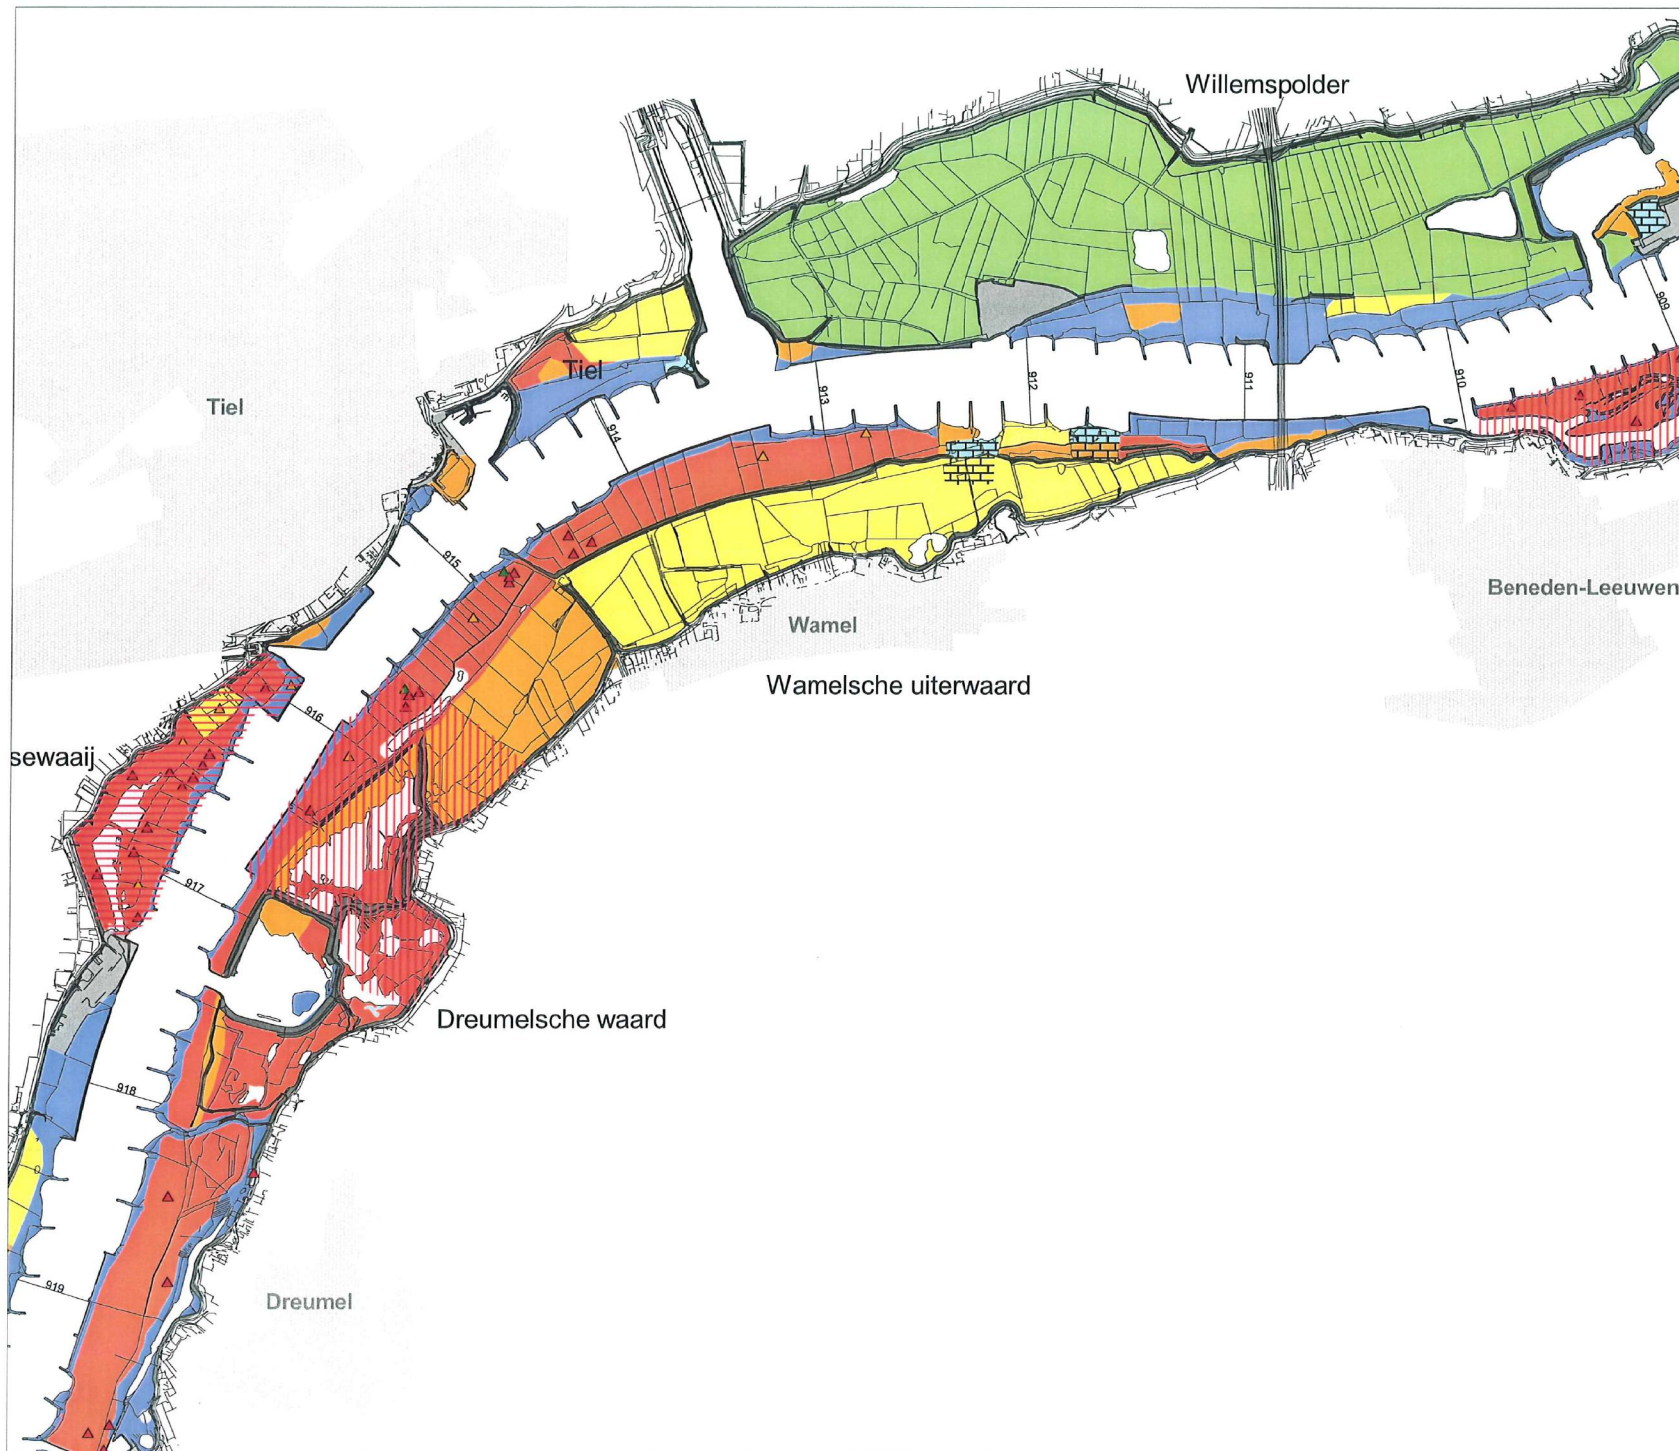 Willemspolder
909
Tiel
910
911
912
913
Tiel
914
915
Beneden-Leeuwen
Wamel
Wamelsche uiterwaard
916
sewaaij
917
Dreumelsche waard
918
919
Dreumel